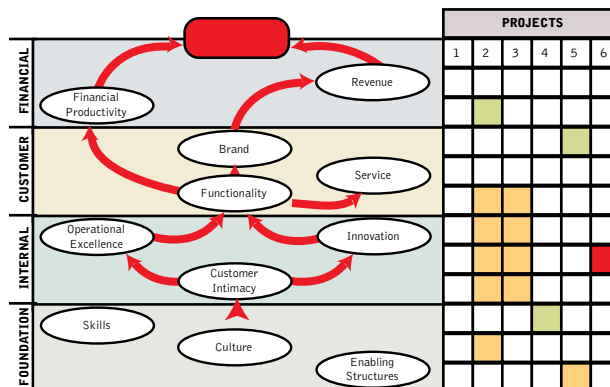 PROJECTS
1 2 3 4 5 6
FINANCIAL
Revenue
Financial
Productivity
CUSTOMER
Brand
Service
Functionality
INTERNAL
Operational
Excellence
Innovation
Customer
Intimacy
FOUNDATION
Skills
Culture
Enabling
Structures